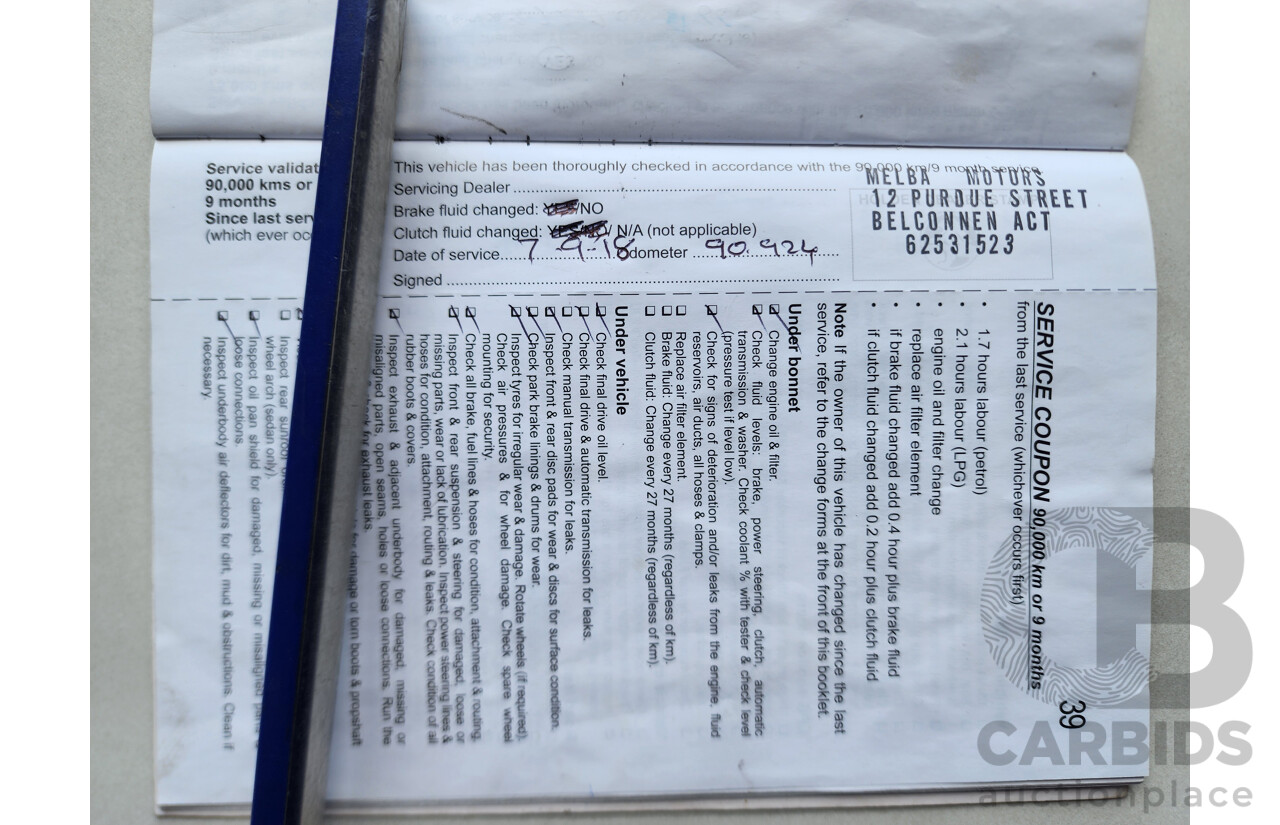 Service validat
90,000 kms or
9 months
Since last ser
(which ever occ
This vehicle has been thoroughly checked in accordance with the 90,000 km/9 month service.
Servicing Dealer
Brake fluid changed: YES/NO
Clutch fluid changed: YES/NO/ N/A (not applicable)
Date of service 7-9-18 Odometer 90.924
Signed
MELBA MOTORS
12 PURDUE STREET
BELCONNEN ACT
62531523
SERVICE COUPON 90,000 km or 9 months
from the last service (whichever occurs first)
39
• 1.7 hours labour (petrol)
• 2.1 hours labour (LPG)
• engine oil and filter change
• replace air filter element
• if brake fluid changed add 0.4 hour plus brake fluid
• if clutch fluid changed add 0.2 hour plus clutch fluid
Note If the owner of this vehicle has changed since the last
service, refer to the change forms at the front of this booklet.
Under bonnet
Change engine oil & filter.
Check fluid levels: brake, power steering, clutch, automatic
transmission & washer. Check coolant % with tester & check level
(pressure test if level low).
Check for signs of deterioration and/or leaks from the engine, fluid
reservoirs, air ducts, all hoses & clamps.
Replace air filter element.
Brake fluid: Change every 27 months (regardless of km).
Clutch fluid: Change every 27 months (regardless of km).
Under vehicle
Check final drive oil level.
Check final drive & automatic transmission for leaks.
Check manual transmission for leaks.
Inspect front & rear disc pads for wear & discs for surface condition.
Check park brake linings & drums for wear.
Inspect tyres for irregular wear & damage. Rotate wheels (if required).
Check air pressures & for wheel damage. Check spare wheel
mounting for security.
Check all brake, fuel lines & hoses for condition, attachment & routing.
Inspect front & rear suspension & steering for damaged, loose or
missing parts, wear or lack of lubrication. Inspect power steering lines &
hoses for condition, attachment, routing & leaks. Check condition of all
rubber boots & covers.
Inspect exhaust & adjacent underbody for damaged, missing or
misaligned parts, open seams, holes or loose connections. Run the
for exhaust leaks.
for damage or torn boots & propshaft
Inspect rear sunroof
wheel arch (sedan only).
Inspect oil pan shield for damaged, missing or misaligned parts
loose connections.
Inspect underbody air deflectors for dirt, mud & obstructions. Clean if
necessary.
CARBIDS
auctionplace